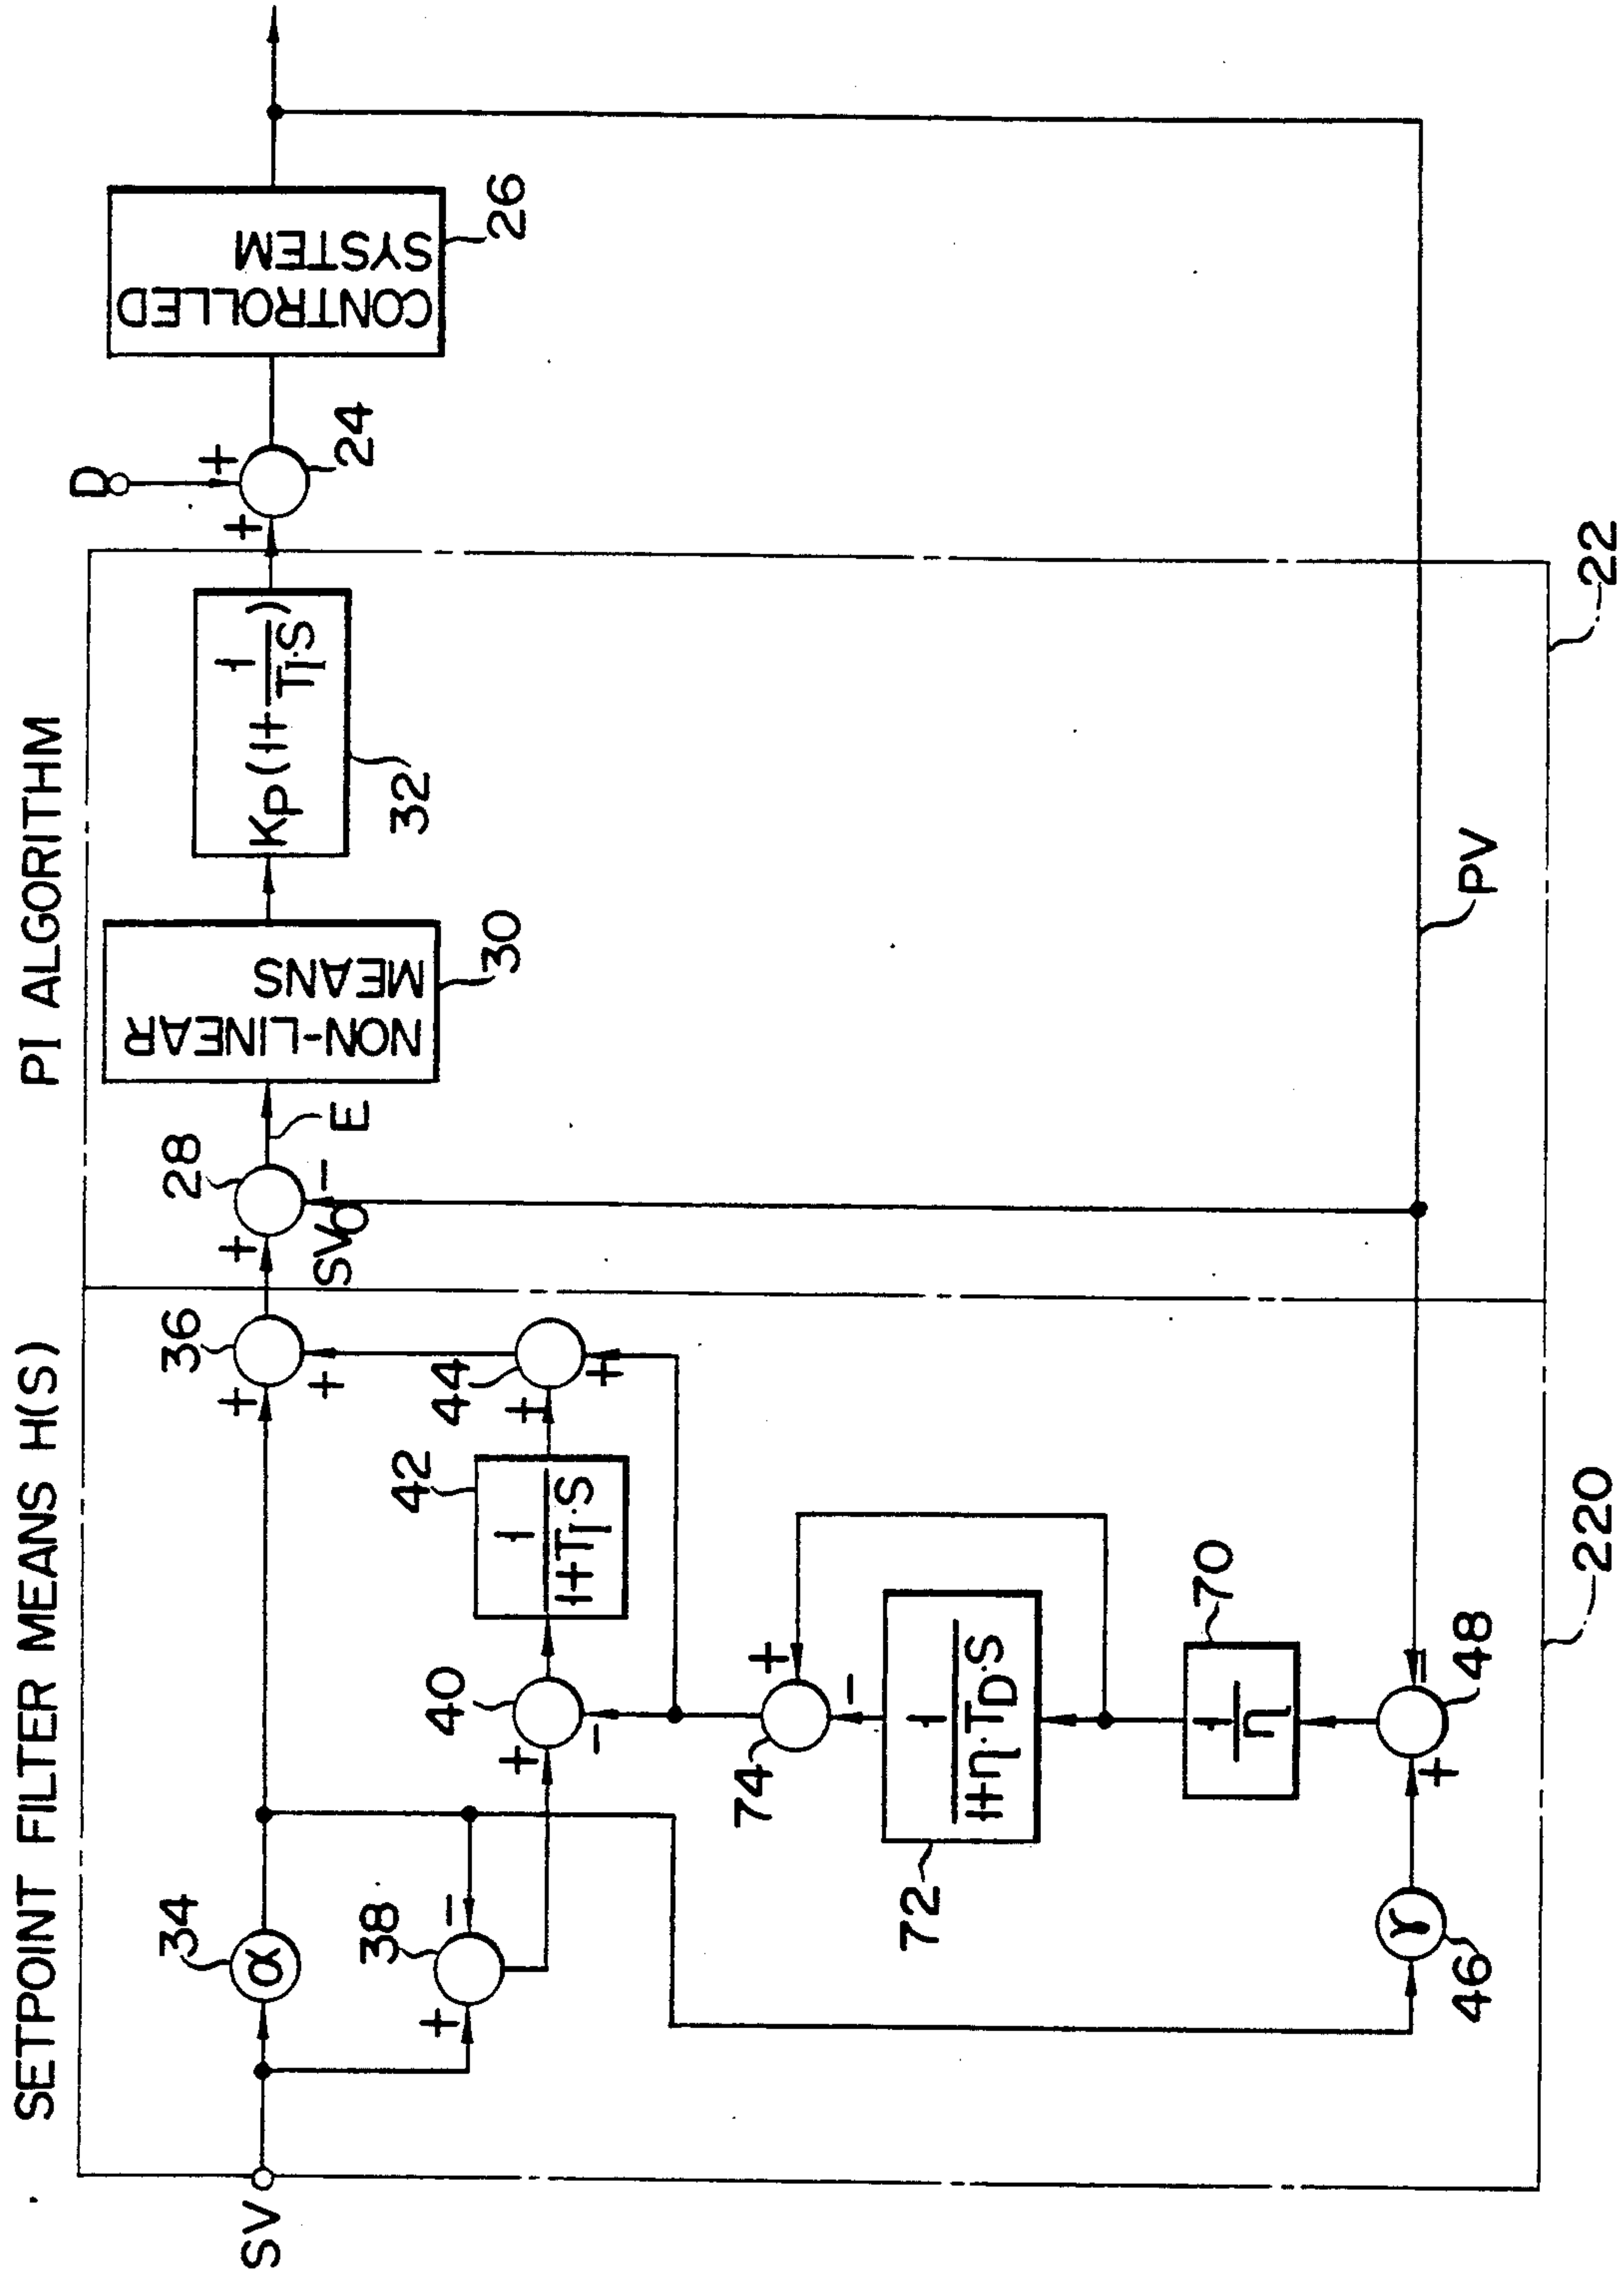 SETPOINT FILTER MEANS H(S)
PI ALGORITHM
SV
34
α
38
+
−
36
+
+
40
+
−
42
1
1+T_I·S
44
+
+
74
+
−
72
1
1+η·T_D·S
70
1
η
46
γ
48
+
−
220
SV_0
28
+
−
E
NON-LINEAR
MEANS
30
K_P(1+
1
T_I·S
)
32
PV
22
D
+
+
24
CONTROLLED
SYSTEM
26